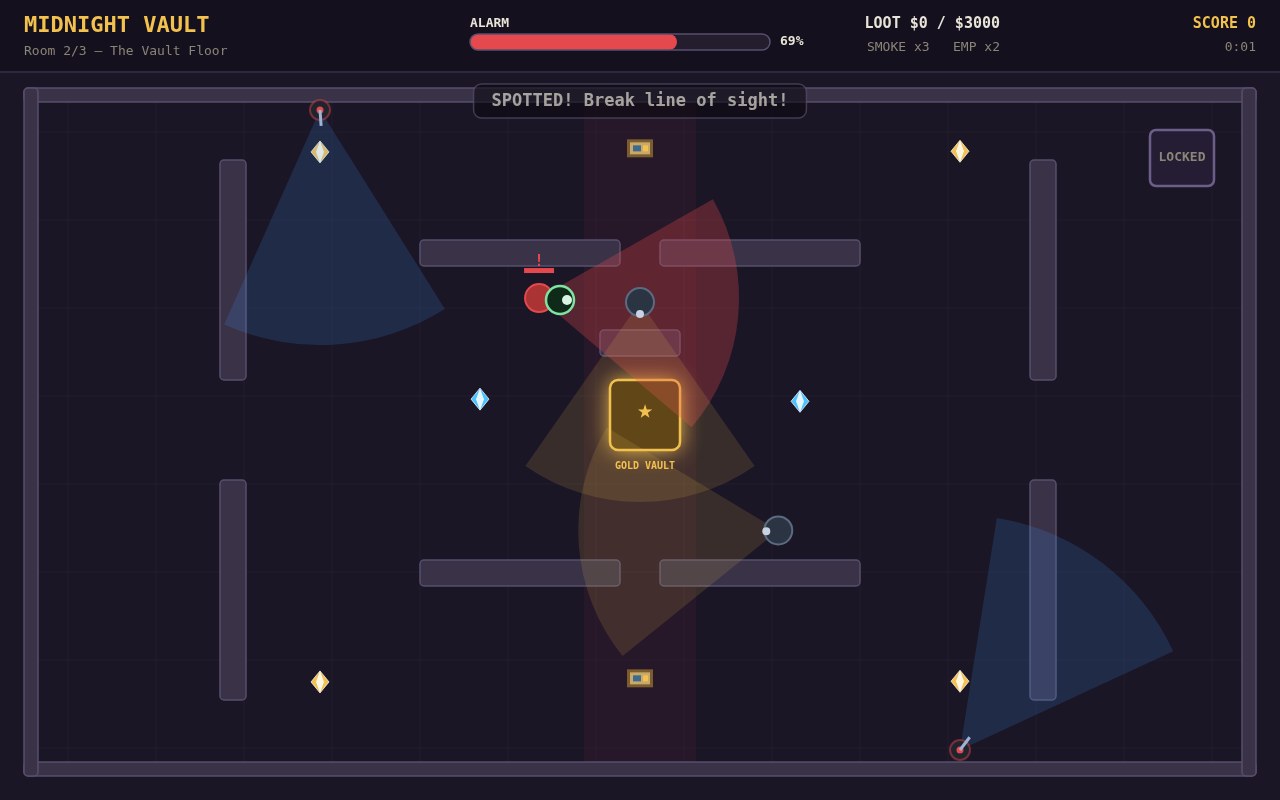 MIDNIGHT VAULT
Room 2/3 — The Vault Floor
ALARM
69%
LOOT $0 / $3000
SMOKE x3 EMP x2
SCORE 0
0:01
SPOTTED! Break line of sight!
LOCKED
!
★
GOLD VAULT